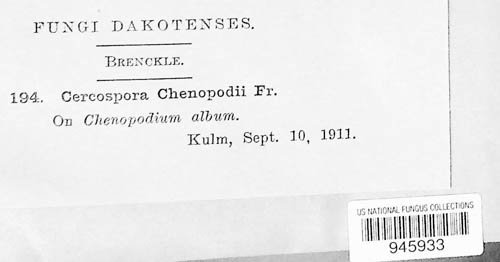 FUNGI DAKOTENSES.
BRENCKLE.
194. Cercospora Chenopodii Fr.
On Chenopodium album.
Kulm, Sept. 10, 1911.
US NATIONAL FUNGUS COLLECTIONS
945933